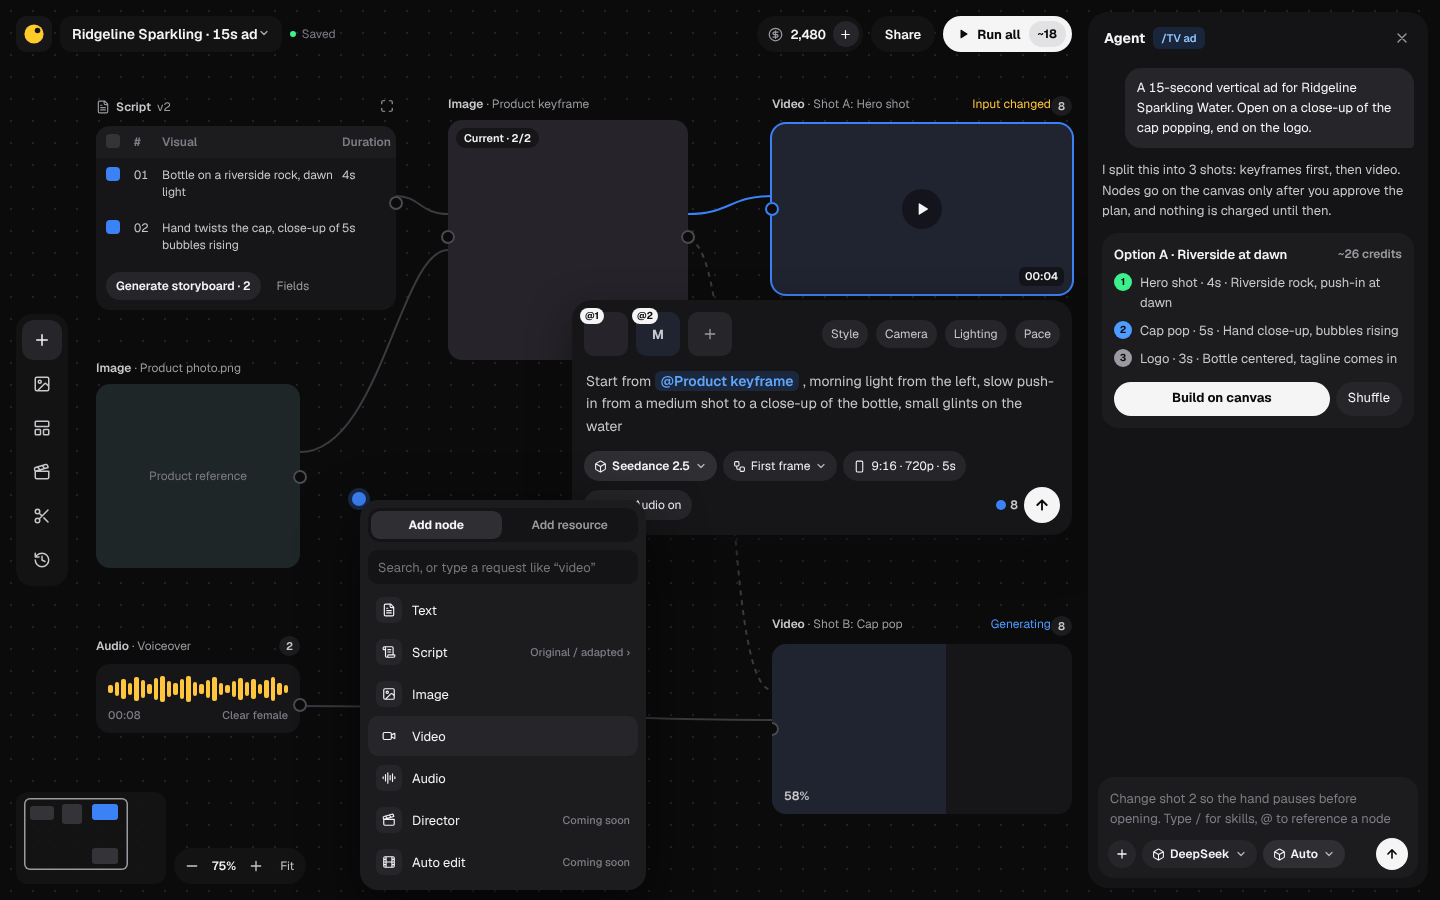 Ridgeline Sparkling · 15s ad
Saved
2,480
Share
Run all
~18
Script v2
# Visual Duration
01 Bottle on a riverside rock, dawn 4s
light
02 Hand twists the cap, close-up of 5s
bubbles rising
Generate storyboard · 2
Fields
Image · Product keyframe
Current · 2/2
Video · Shot A: Hero shot
Input changed
8
00:04
Image · Product photo.png
Product reference
@1
@2
M
Style
Camera
Lighting
Pace
Start from @Product keyframe , morning light from the left, slow push-
in from a medium shot to a close-up of the bottle, small glints on the
water
Seedance 2.5
First frame
9:16 · 720p · 5s
Audio on
8
Add node
Add resource
Search, or type a request like “video”
Text
Script
Original / adapted ›
Image
Video
Audio
Director
Coming soon
Auto edit
Coming soon
Audio · Voiceover
2
00:08
Clear female
Video · Shot B: Cap pop
Generating
8
58%
75%
Fit
Agent
/TV ad
A 15-second vertical ad for Ridgeline
Sparkling Water. Open on a close-up of the
cap popping, end on the logo.
I split this into 3 shots: keyframes first, then video.
Nodes go on the canvas only after you approve the
plan, and nothing is charged until then.
Option A · Riverside at dawn
~26 credits
1 Hero shot · 4s · Riverside rock, push-in at
dawn
2 Cap pop · 5s · Hand close-up, bubbles rising
3 Logo · 3s · Bottle centered, tagline comes in
Build on canvas
Shuffle
Change shot 2 so the hand pauses before
opening. Type / for skills, @ to reference a node
DeepSeek
Auto